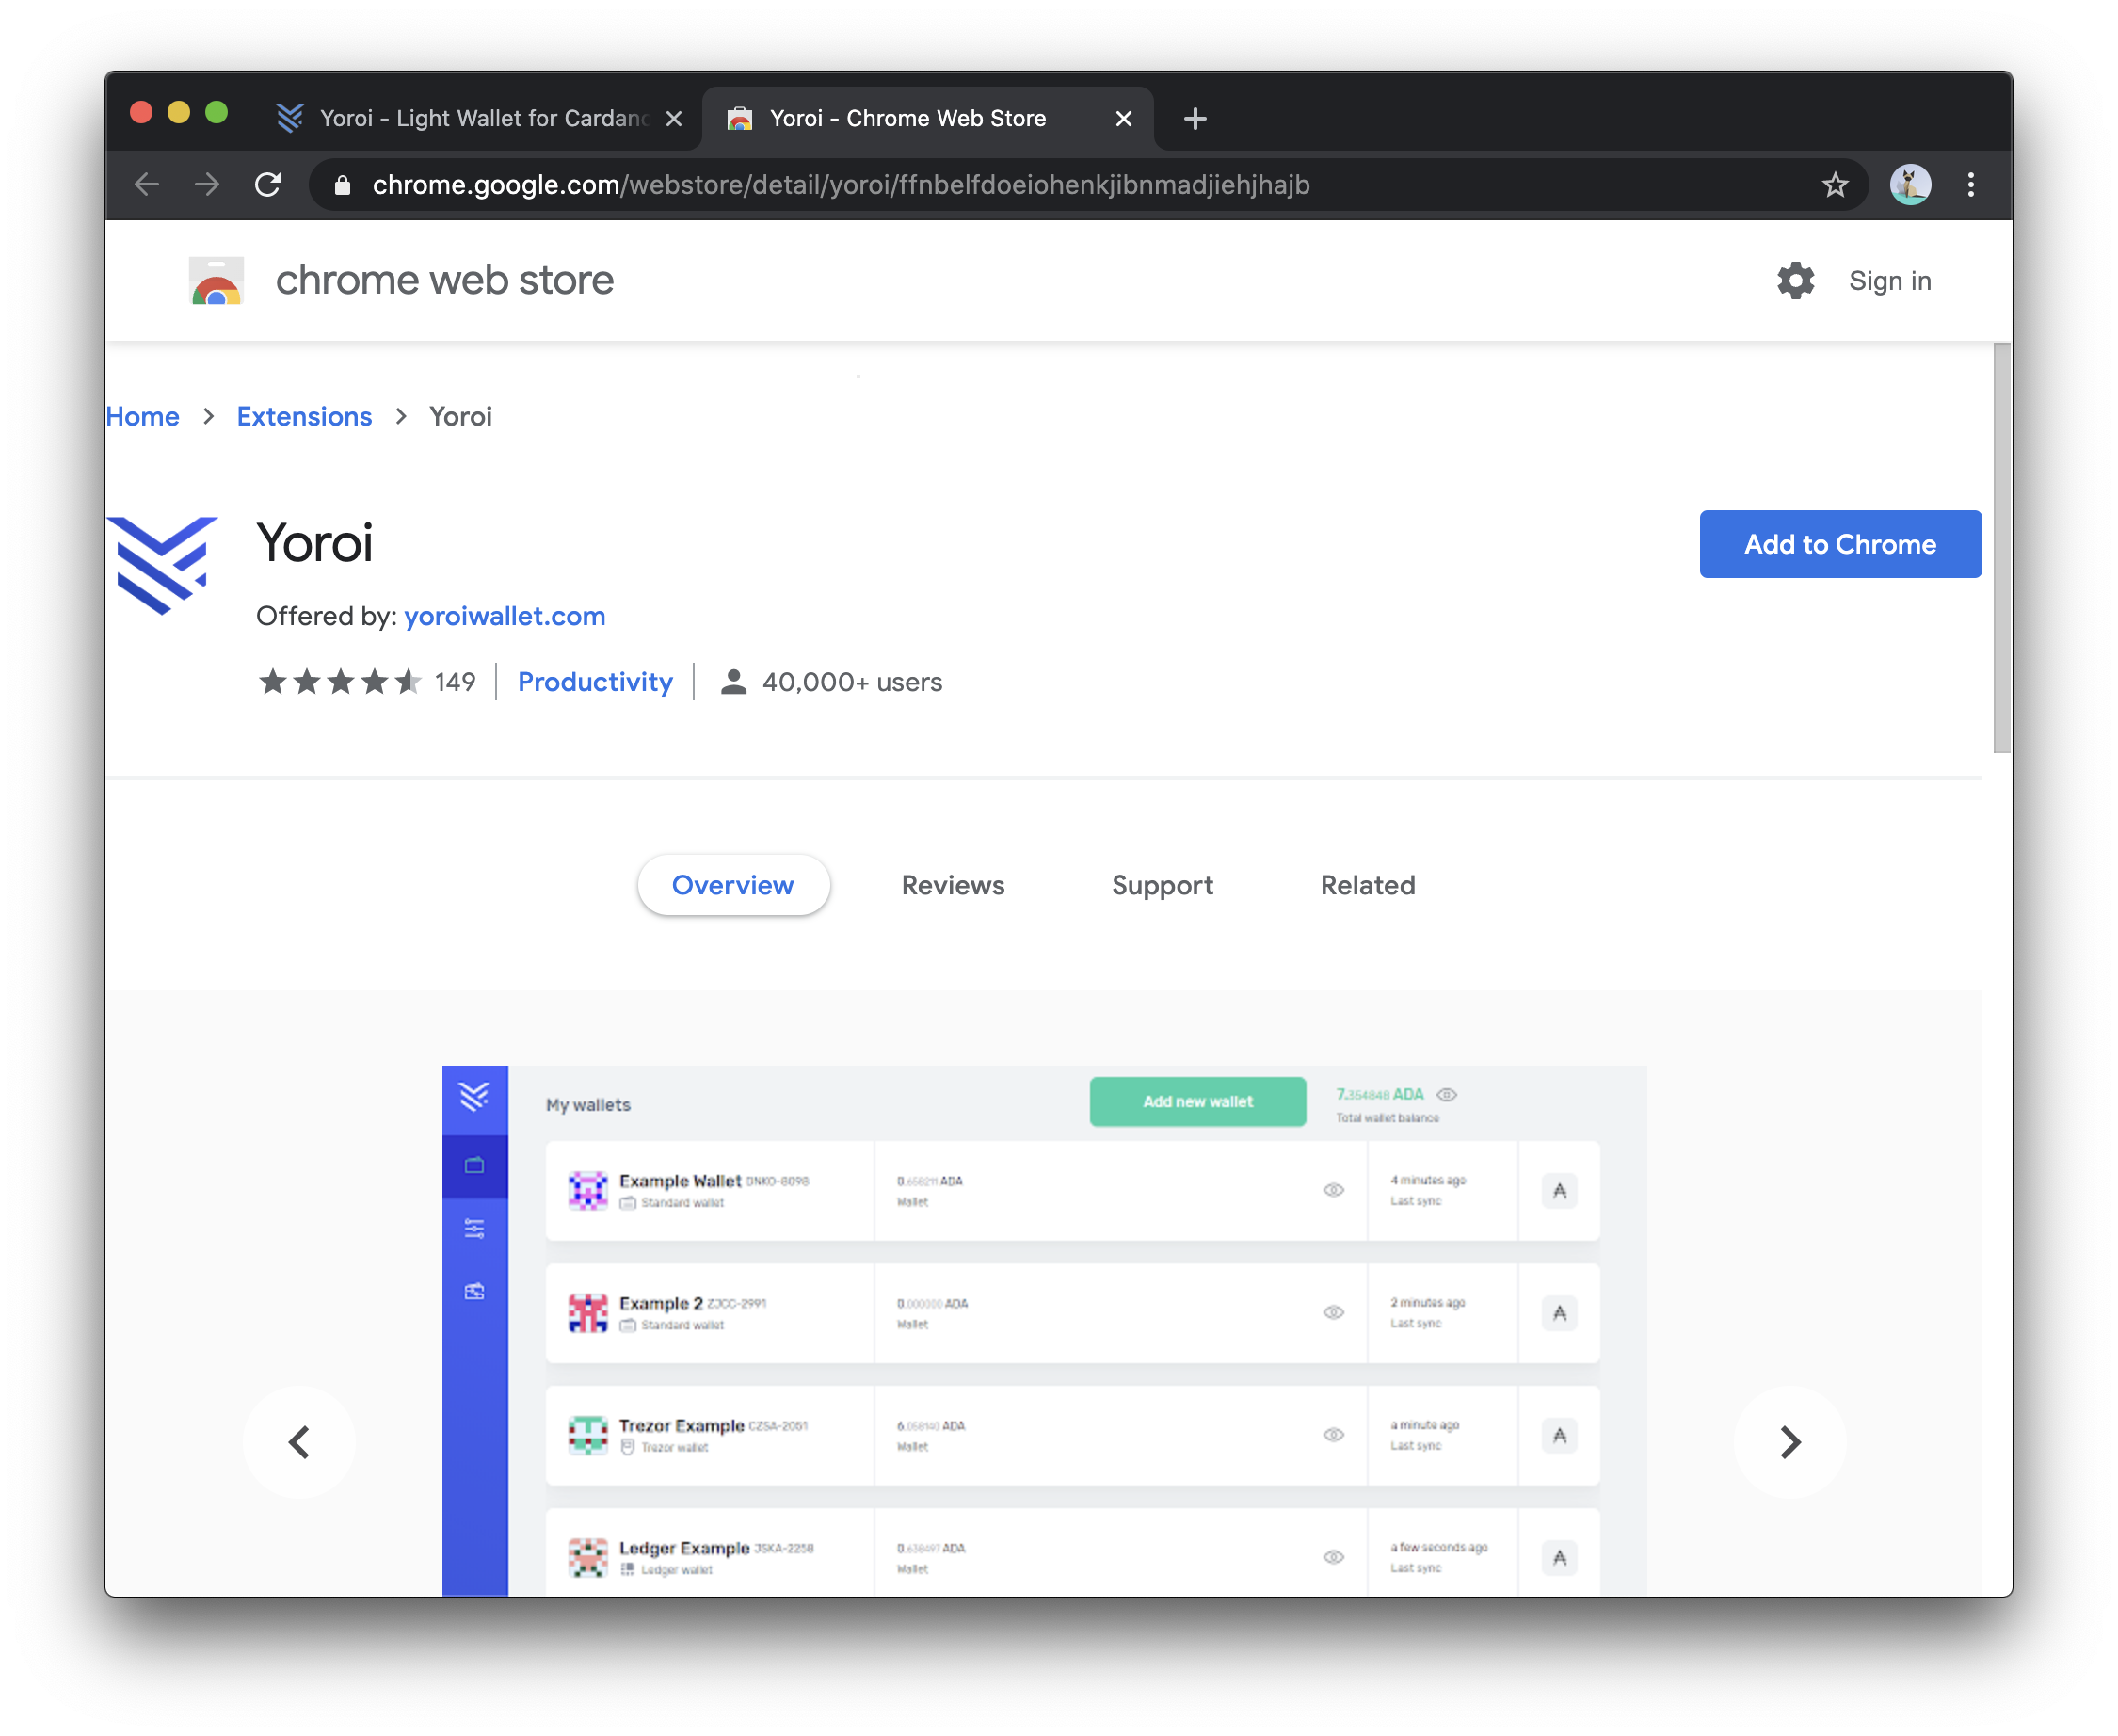 Yoroi - Light Wallet for Cardano
Yoroi - Chrome Web Store
chrome.google.com/webstore/detail/yoroi/ffnbelfdoeiohenkjibnmadjiehjhajb
chrome web store
Sign in
Home > Extensions > Yoroi
Yoroi
Add to Chrome
Offered by: yoroiwallet.com
149
Productivity
40,000+ users
Overview
Reviews
Support
Related
My wallets
Add new wallet
7.354848 ADA
Total wallet balance
Example Wallet DNKO-8098
Standard wallet
0.658211 ADA
Wallet
4 minutes ago
Last sync
Example 2 ZJCC-2991
Standard wallet
0.000000 ADA
Wallet
2 minutes ago
Last sync
Trezor Example CZSA-2051
Trezor wallet
6.058140 ADA
Wallet
a minute ago
Last sync
Ledger Example JSKA-2258
Ledger wallet
0.638497 ADA
Wallet
a few seconds ago
Last sync